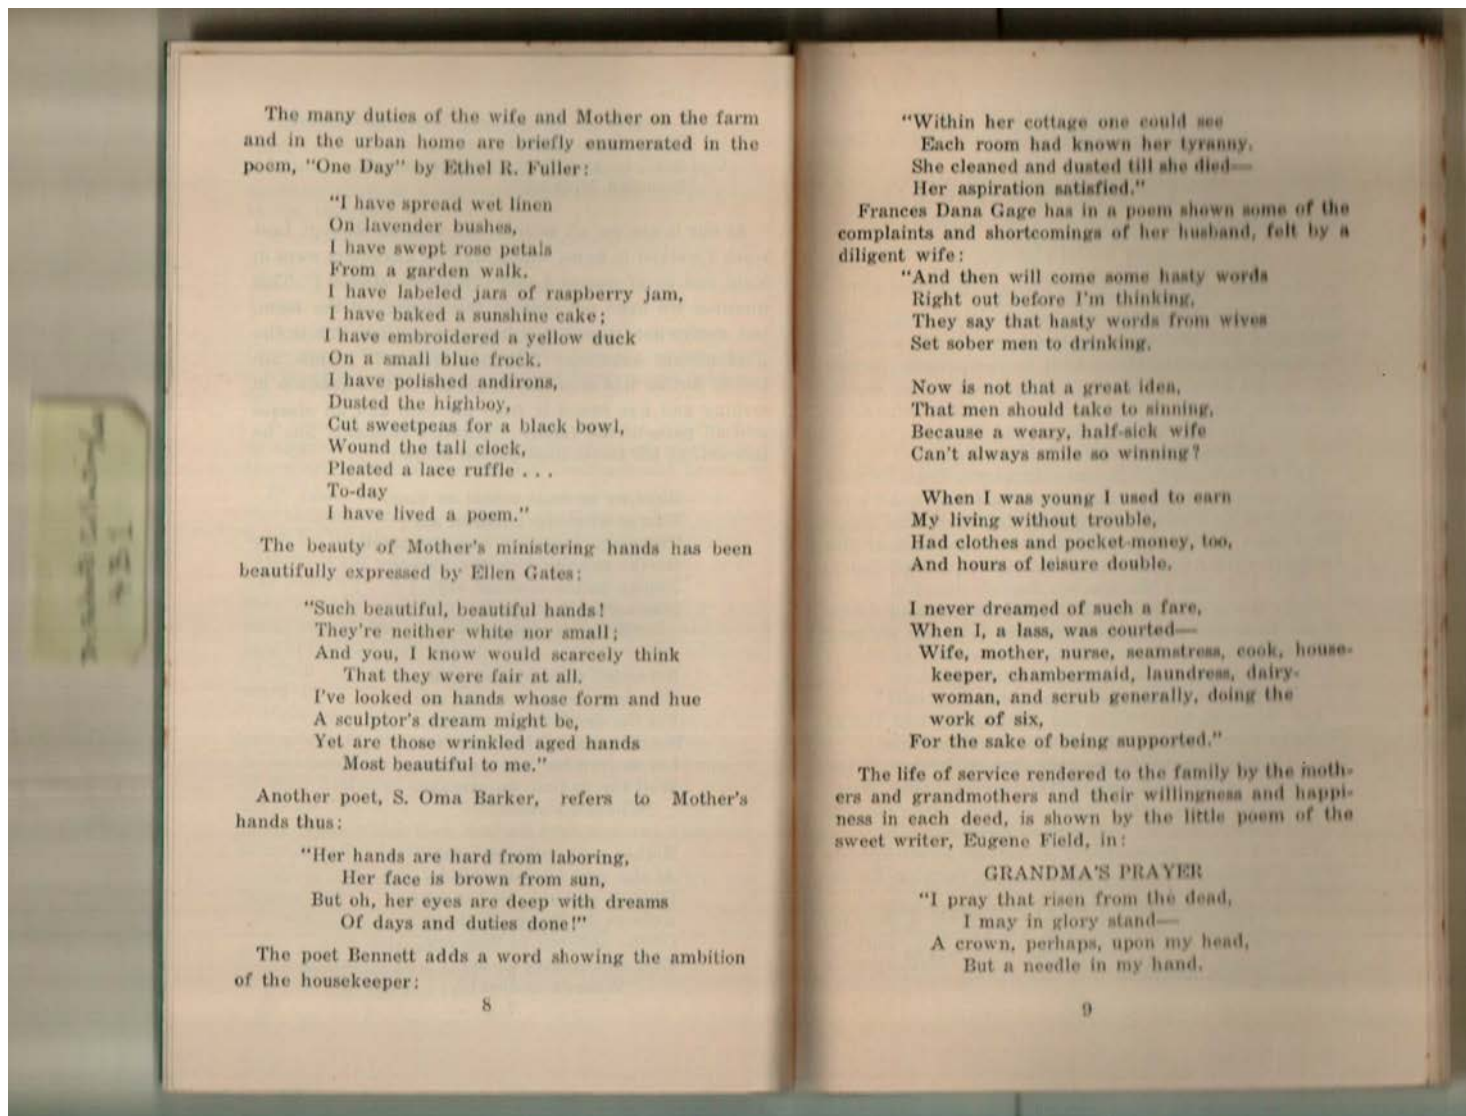 The many duties of the wife and Mother on the farm
and in the urban home are briefly enumerated in the
poem, "One Day" by Ethel R. Fuller:
"I have spread wet linen
On lavender bushes,
I have swept rose petals
From a garden walk.
I have labeled jars of raspberry jam,
I have baked a sunshine cake;
I have embroidered a yellow duck
On a small blue frock.
I have polished andirons,
Dusted the highboy,
Cut sweetpeas for a black bowl,
Wound the tall clock,
Pleated a lace ruffle . . .
To-day
I have lived a poem."
The beauty of Mother's ministering hands has been
beautifully expressed by Ellen Gates:
"Such beautiful, beautiful hands!
They're neither white nor small;
And you, I know would scarcely think
That they were fair at all.
I've looked on hands whose form and hue
A sculptor's dream might be,
Yet are those wrinkled aged hands
Most beautiful to me."
Another poet, S. Oma Barker, refers to Mother's
hands thus:
"Her hands are hard from laboring,
Her face is brown from sun,
But oh, her eyes are deep with dreams
Of days and duties done!"
The poet Bennett adds a word showing the ambition
of the housekeeper:
8
"Within her cottage one could see
Each room had known her tyranny.
She cleaned and dusted till she died—
Her aspiration satisfied."
Frances Dana Gage has in a poem shown some of the
complaints and shortcomings of her husband, felt by a
diligent wife:
"And then will come some hasty words
Right out before I'm thinking,
They say that hasty words from wives
Set sober men to drinking.
Now is not that a great idea,
That men should take to sinning,
Because a weary, half-sick wife
Can't always smile so winning?
When I was young I used to earn
My living without trouble,
Had clothes and pocket-money, too,
And hours of leisure double.
I never dreamed of such a fare,
When I, a lass, was courted—
Wife, mother, nurse, seamstress, cook, house-
keeper, chambermaid, laundress, dairy-
woman, and scrub generally, doing the
work of six,
For the sake of being supported."
The life of service rendered to the family by the moth-
ers and grandmothers and their willingness and happi-
ness in each deed, is shown by the little poem of the
sweet writer, Eugene Field, in:
GRANDMA'S PRAYER
"I pray that risen from the dead,
I may in glory stand—
A crown, perhaps, upon my head,
But a needle in my hand.
9